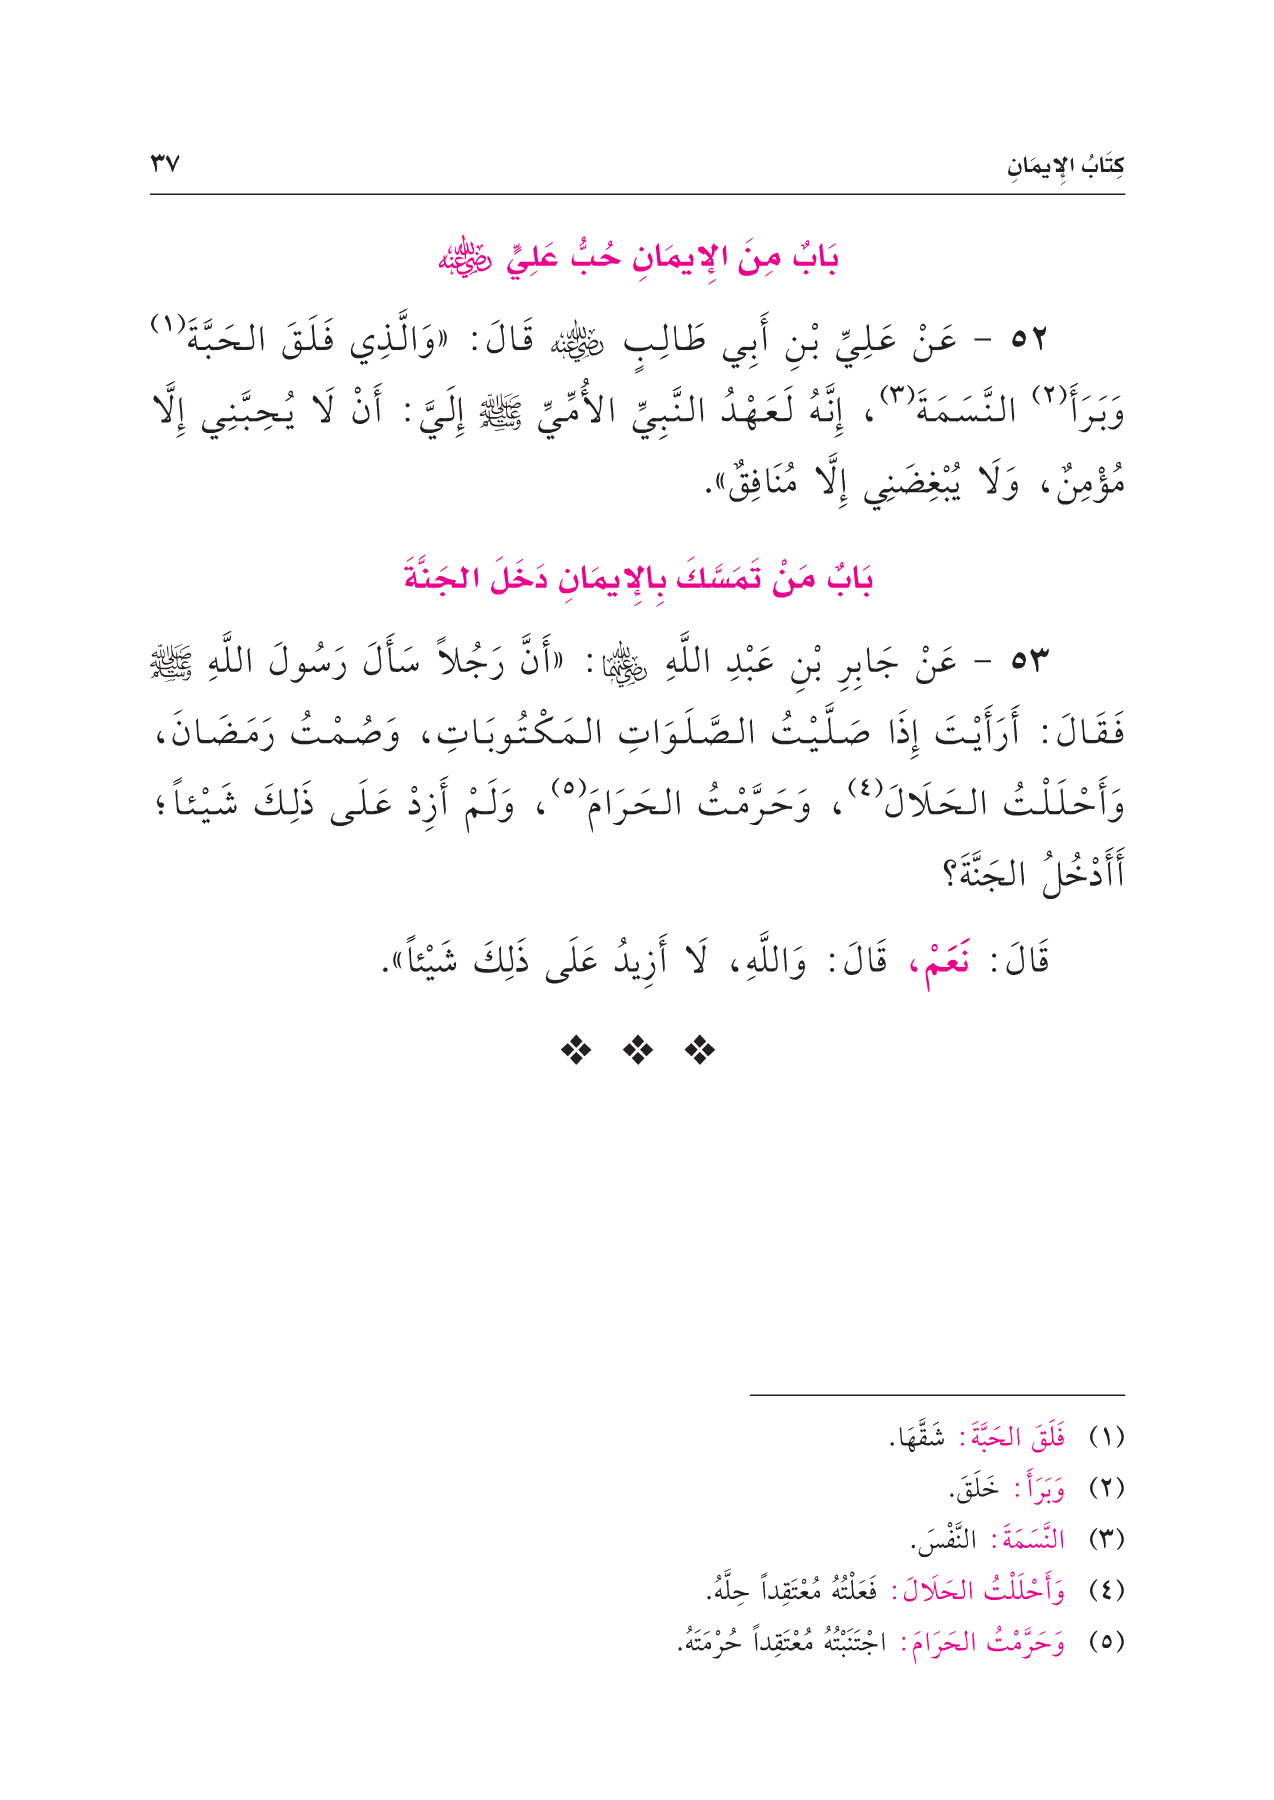 كِتَابُ الإِيمَانِ ٣٧
بَابٌ مِنَ الإِيمَانِ حُبُّ عَلِيٍّ رضي الله عنه
٥٢ - عَنْ عَلِيِّ بْنِ أَبِي طَالِبٍ رضي الله عنه قَالَ: «وَالَّذِي فَلَقَ الحَبَّةَ(١)
وَبَرَأَ(٢) النَّسَمَةَ(٣)، إِنَّهُ لَعَهْدُ النَّبِيِّ الأُمِّيِّ ﷺ إِلَيَّ: أَنْ لَا يُحِبَّنِي إِلَّا
مُؤْمِنٌ، وَلَا يُبْغِضَنِي إِلَّا مُنَافِقٌ».
بَابٌ مَنْ تَمَسَّكَ بِالإِيمَانِ دَخَلَ الجَنَّةَ
٥٣ - عَنْ جَابِرِ بْنِ عَبْدِ اللَّهِ رضي الله عنهما: «أَنَّ رَجُلاً سَأَلَ رَسُولَ اللَّهِ ﷺ
فَقَالَ: أَرَأَيْتَ إِذَا صَلَّيْتُ الصَّلَوَاتِ المَكْتُوبَاتِ، وَصُمْتُ رَمَضَانَ،
وَأَحْلَلْتُ الحَلَالَ(٤)، وَحَرَّمْتُ الحَرَامَ(٥)، وَلَمْ أَزِدْ عَلَى ذَلِكَ شَيْئاً؛
أَأَدْخُلُ الجَنَّةَ؟
قَالَ: نَعَمْ، قَالَ: وَاللَّهِ، لَا أَزِيدُ عَلَى ذَلِكَ شَيْئاً».
(١) فَلَقَ الحَبَّةَ: شَقَّهَا.
(٢) وَبَرَأَ: خَلَقَ.
(٣) النَّسَمَةَ: النَّفْسَ.
(٤) وَأَحْلَلْتُ الحَلَالَ: فَعَلْتُهُ مُعْتَقِداً حِلَّهُ.
(٥) وَحَرَّمْتُ الحَرَامَ: اجْتَنَبْتُهُ مُعْتَقِداً حُرْمَتَهُ.